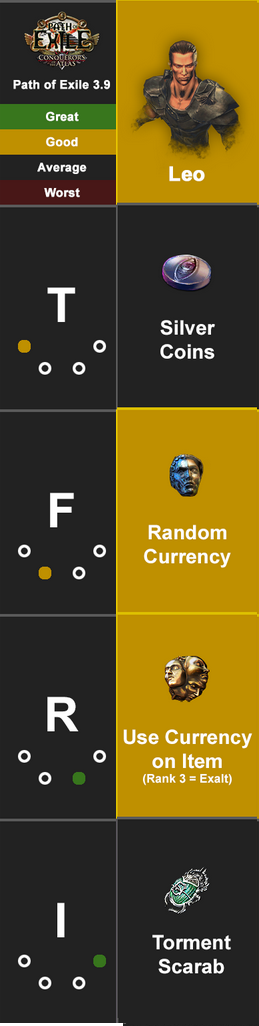 PATH OF
EXILE
CONQUERORS
OF THE ATLAS
Path of Exile 3.9
Great
Good
Average
Worst
Leo
T
Silver
Coins
F
Random
Currency
R
Use Currency
on Item
(Rank 3 = Exalt)
I
Torment
Scarab